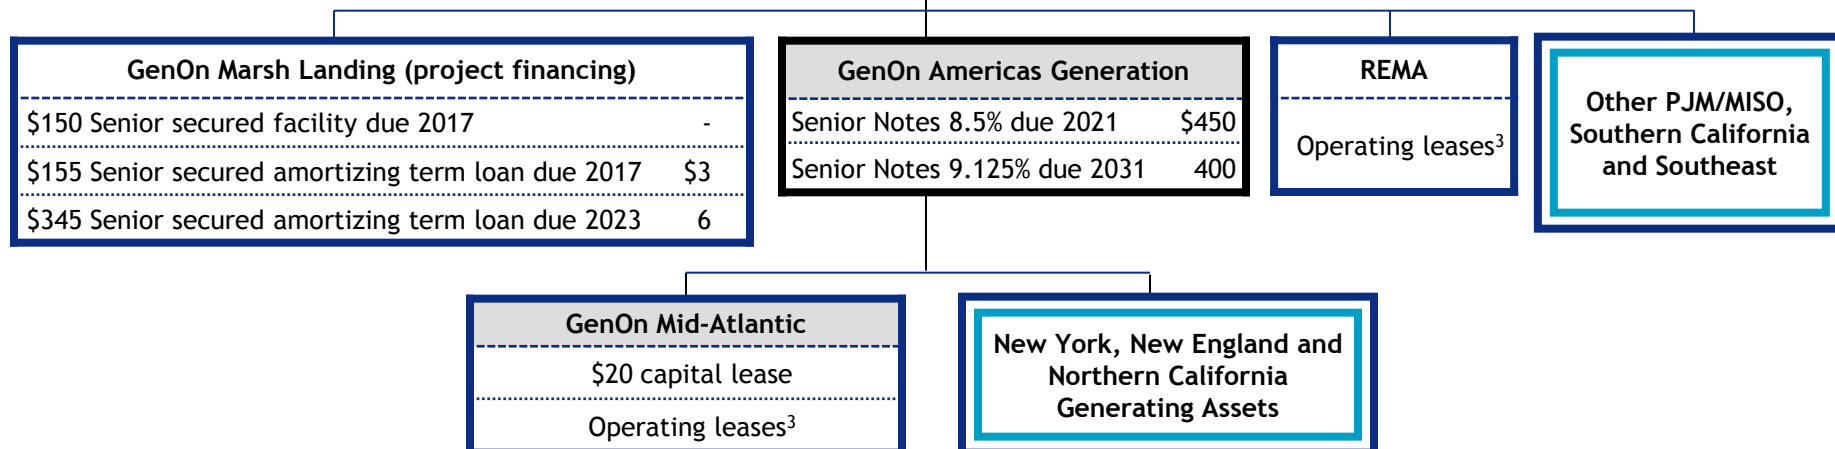 GenOn Marsh Landing (project financing)
$150 Senior secured facility due 2017 -
$155 Senior secured amortizing term loan due 2017 $3
$345 Senior secured amortizing term loan due 2023 6
GenOn Americas Generation
Senior Notes 8.5% due 2021 $450
Senior Notes 9.125% due 2031 400
REMA
Operating leases³
Other PJM/MISO,
Southern California
and Southeast
GenOn Mid-Atlantic
$20 capital lease
Operating leases³
New York, New England and
Northern California
Generating Assets